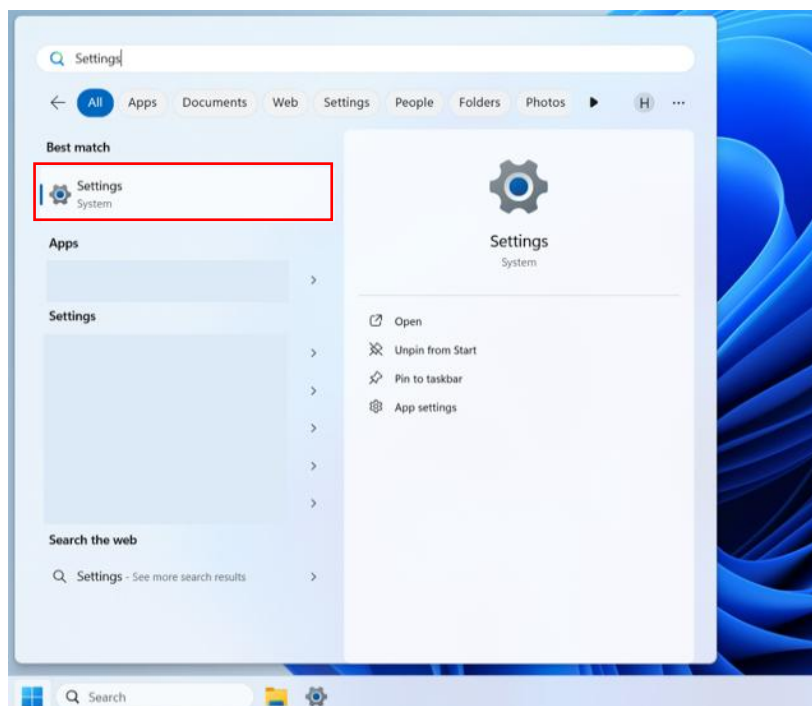 Settings
All Apps Documents Web Settings People Folders Photos H ...
Best match
Settings
System
Apps
Settings
Search the web
Settings - See more search results
Settings
System
Open
Unpin from Start
Pin to taskbar
App settings
Search